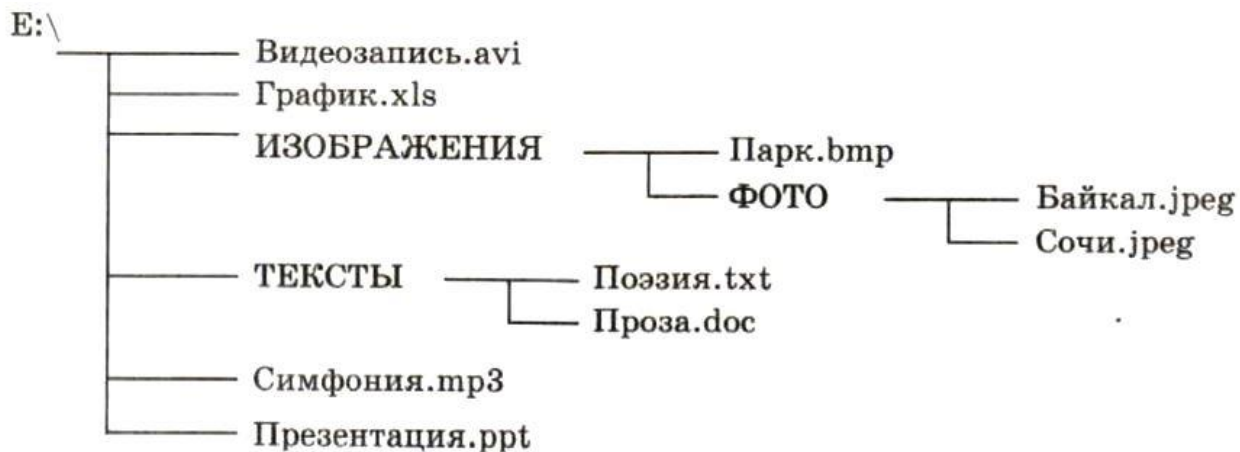 E:\
Видеозапись.avi
График.xls
ИЗОБРАЖЕНИЯ Парк.bmp
ФОТО Байкал.jpeg
Сочи.jpeg
ТЕКСТЫ Поэзия.txt
Проза.doc
Симфония.mp3
Презентация.ppt